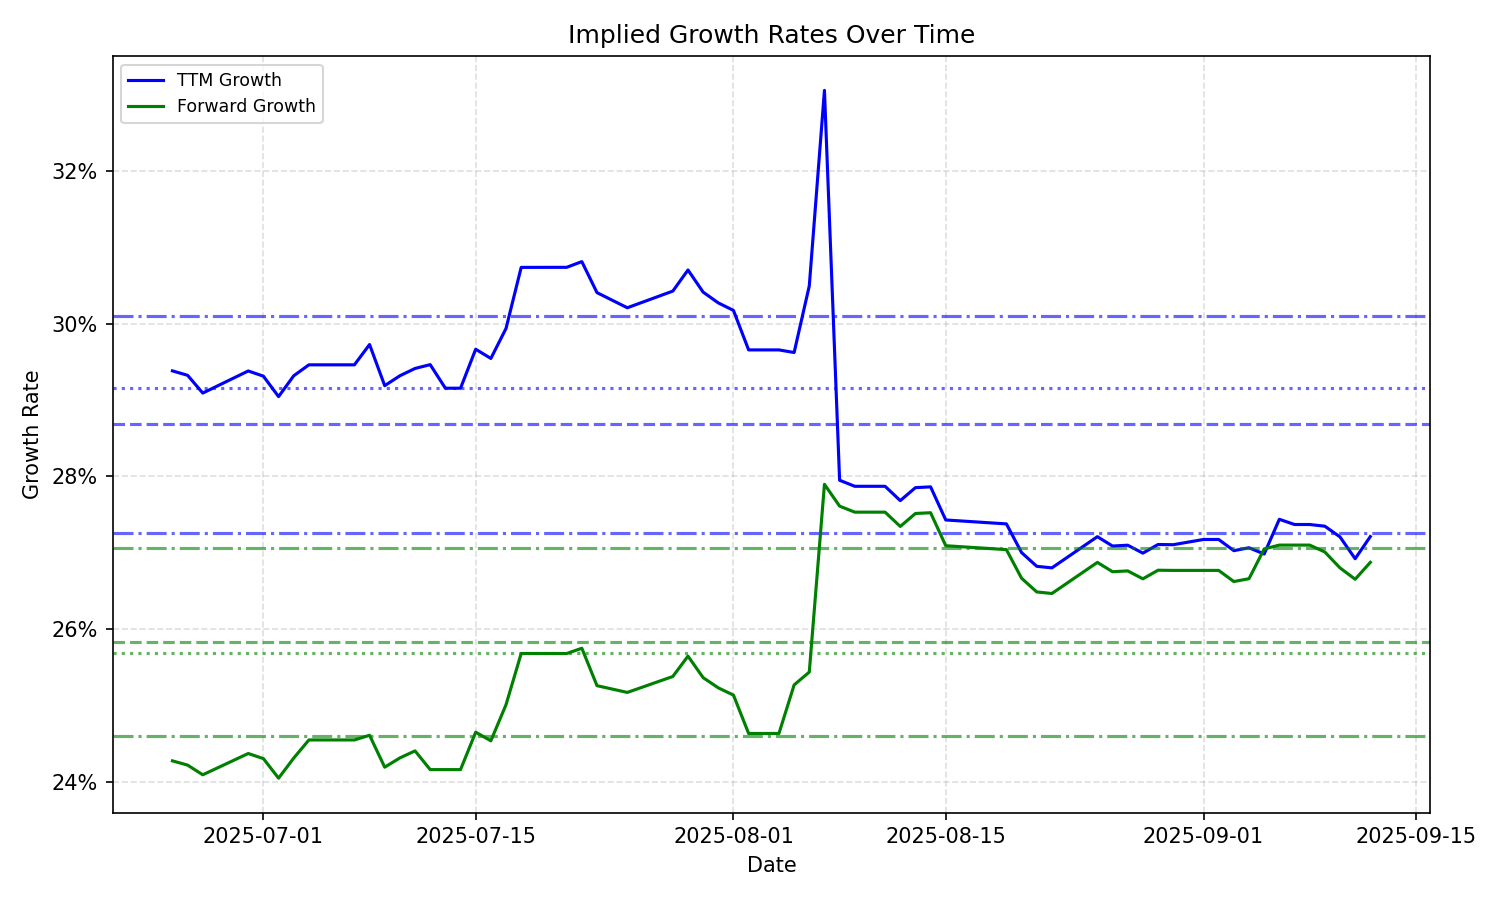 Implied Growth Rates Over Time
TTM Growth
Forward Growth
32%
30%
28%
26%
24%
Growth Rate
2025-07-01
2025-07-15
2025-08-01
2025-08-15
2025-09-01
2025-09-15
Date